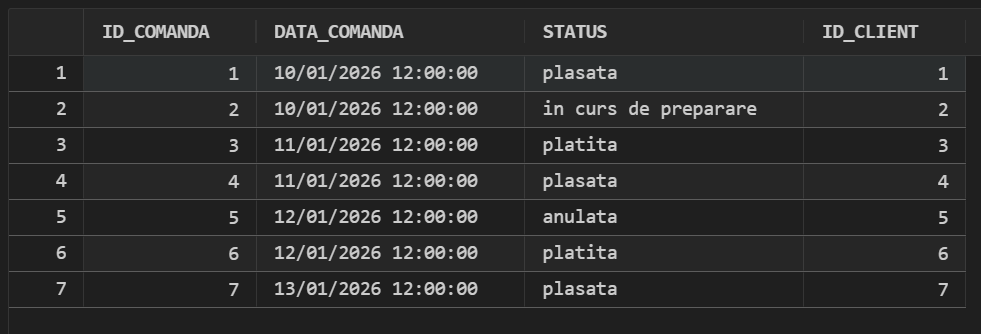 ID_COMANDA DATA_COMANDA STATUS ID_CLIENT
1 1 10/01/2026 12:00:00 plasata 1
2 2 10/01/2026 12:00:00 in curs de preparare 2
3 3 11/01/2026 12:00:00 platita 3
4 4 11/01/2026 12:00:00 plasata 4
5 5 12/01/2026 12:00:00 anulata 5
6 6 12/01/2026 12:00:00 platita 6
7 7 13/01/2026 12:00:00 plasata 7